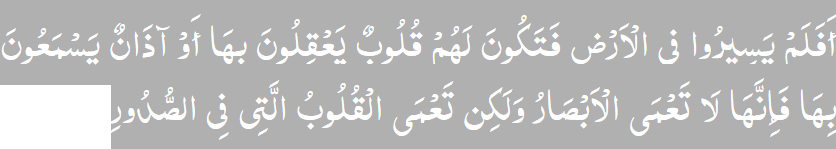 أَفَلَمْ يَسِيرُوا فِى الْاَرْضِ فَتَكُونَ لَهُمْ قُلُوبٌ يَعْقِلُونَ بِهَا أَوْ آذَانٌ يَسْمَعُونَ
بِهَا فَإِنَّهَا لَا تَعْمَى الْاَبْصَارُ وَلَكِن تَعْمَى الْقُلُوبُ الَّتِى فِى الصُّدُورِ